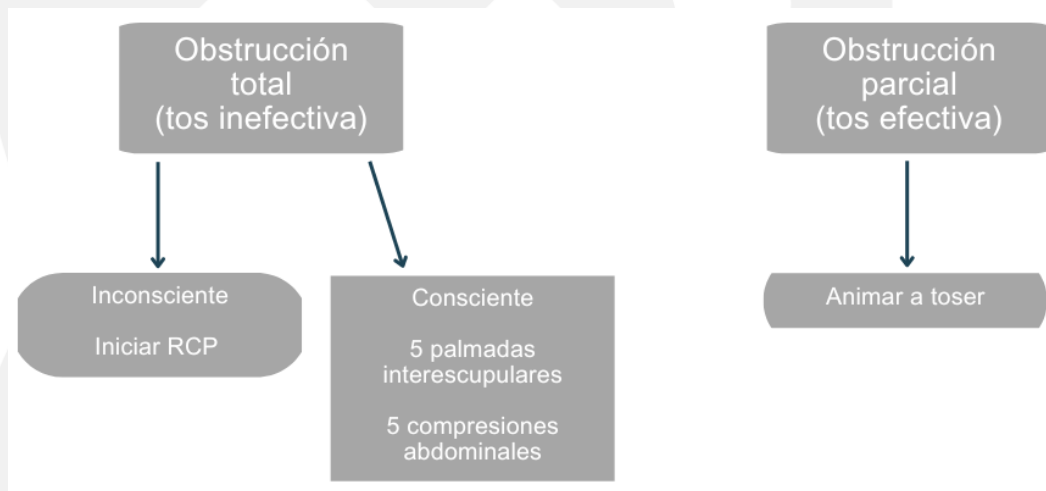 Obstrucción
total
(tos inefectiva)
Obstrucción
parcial
(tos efectiva)
Inconsciente
Iniciar RCP
Consciente
5 palmadas
interescupulares
5 compresiones
abdominales
Animar a toser